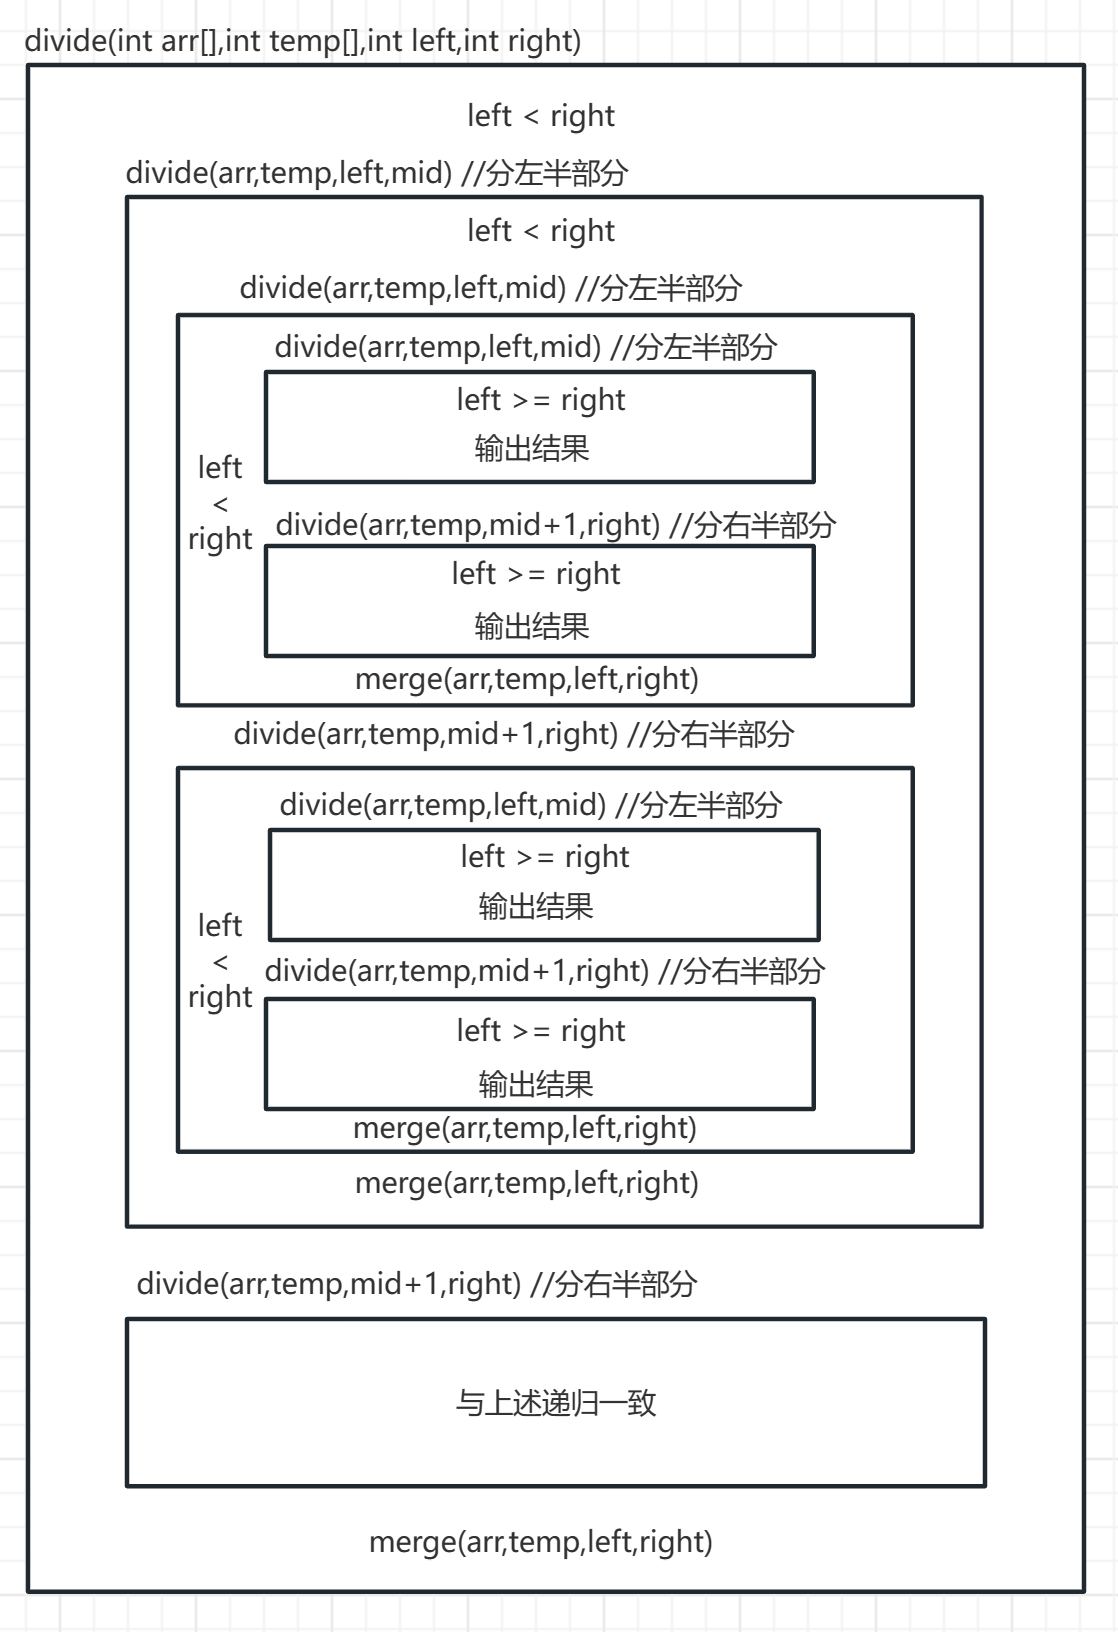 divide(int arr[],int temp[],int left,int right)
left < right
divide(arr,temp,left,mid) //分左半部分
left < right
divide(arr,temp,left,mid) //分左半部分
divide(arr,temp,left,mid) //分左半部分
left >= right
输出结果
left
<
right
divide(arr,temp,mid+1,right) //分右半部分
left >= right
输出结果
merge(arr,temp,left,right)
divide(arr,temp,mid+1,right) //分右半部分
divide(arr,temp,left,mid) //分左半部分
left >= right
输出结果
left
<
right
divide(arr,temp,mid+1,right) //分右半部分
left >= right
输出结果
merge(arr,temp,left,right)
merge(arr,temp,left,right)
divide(arr,temp,mid+1,right) //分右半部分
与上述递归一致
merge(arr,temp,left,right)